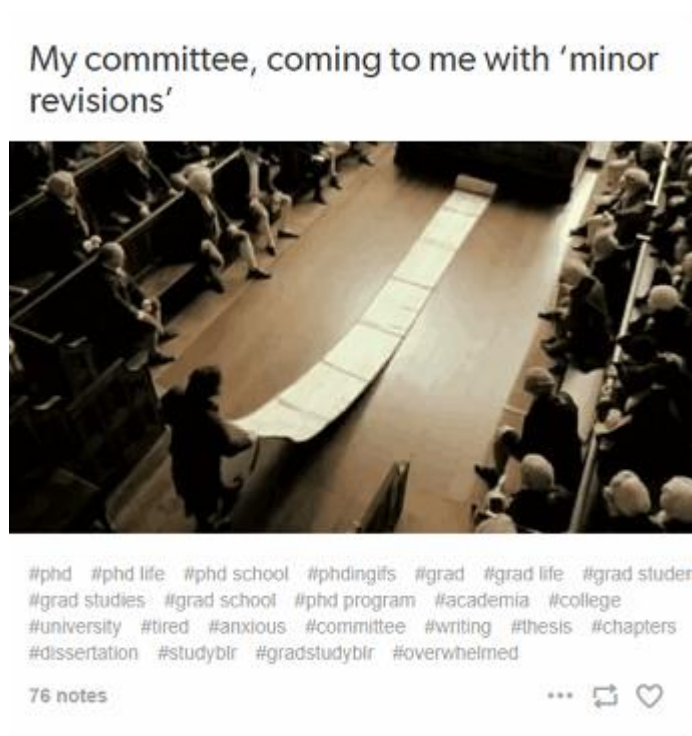 My committee, coming to me with ‘minor
revisions’
#phd #phd life #phd school #phdingifs #grad #grad life #grad studen
#grad studies #grad school #phd program #academia #college
#university #tired #anxious #committee #writing #thesis #chapters
#dissertation #studyblr #gradstudyblr #overwhelmed
76 notes